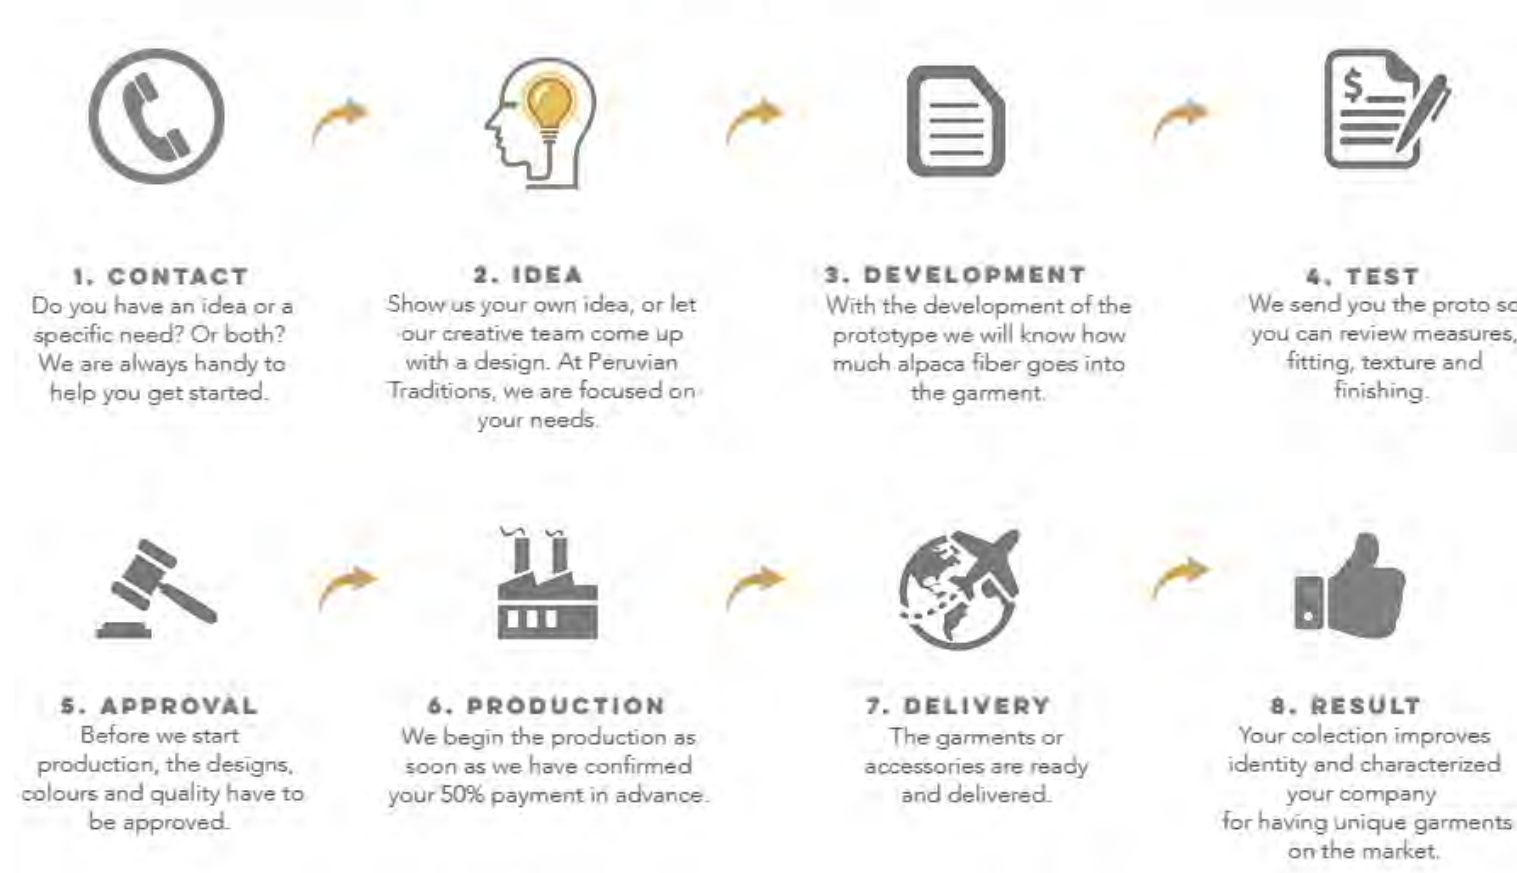 1. CONTACT
Do you have an idea or a
specific need? Or both?
We are always handy to
help you get started.
2. IDEA
Show us your own idea, or let
our creative team come up
with a design. At Peruvian
Traditions, we are focused on
your needs.
3. DEVELOPMENT
With the development of the
prototype we will know how
much alpaca fiber goes into
the garment.
$
4. TEST
We send you the proto so
you can review measures,
fitting, texture and
finishing.
5. APPROVAL
Before we start
production, the designs,
colours and quality have to
be approved.
6. PRODUCTION
We begin the production as
soon as we have confirmed
your 50% payment in advance.
7. DELIVERY
The garments or
accessories are ready
and delivered.
8. RESULT
Your colection improves
identity and characterized
your company
for having unique garments
on the market.